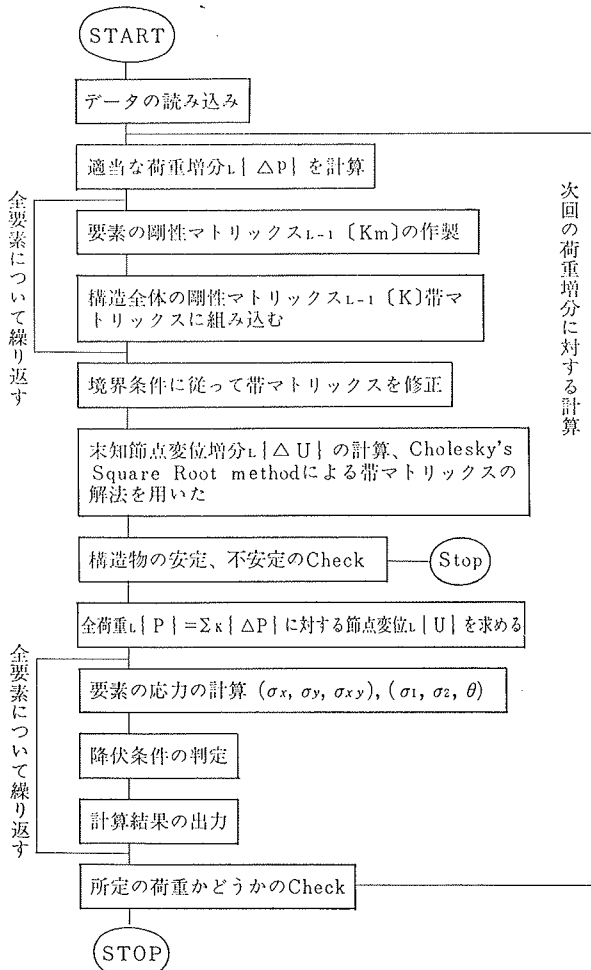 START
データの読み込み
適当な荷重増分L{ △p} を計算
要素の剛性マトリックスL-1〔Km〕の作製
構造全体の剛性マトリックスL-1〔K〕帯マ
トリックスに組み込む
全要素について繰り返す
境界条件に従って帯マトリックスを修正
未知節点変位増分L{△U}の計算、Cholesky's
Square Root methodによる帯マトリックスの
解法を用いた
構造物の安定、不安定のCheck
Stop
全荷重L{ P }=Σκ{ △P} に対する節点変位L{U}を求める
要素の応力の計算 (σx, σy, σxy), (σ1, σ2, θ)
降伏条件の判定
計算結果の出力
全要素について繰り返す
所定の荷重かどうかのCheck
次回の荷重増分に対する計算
STOP